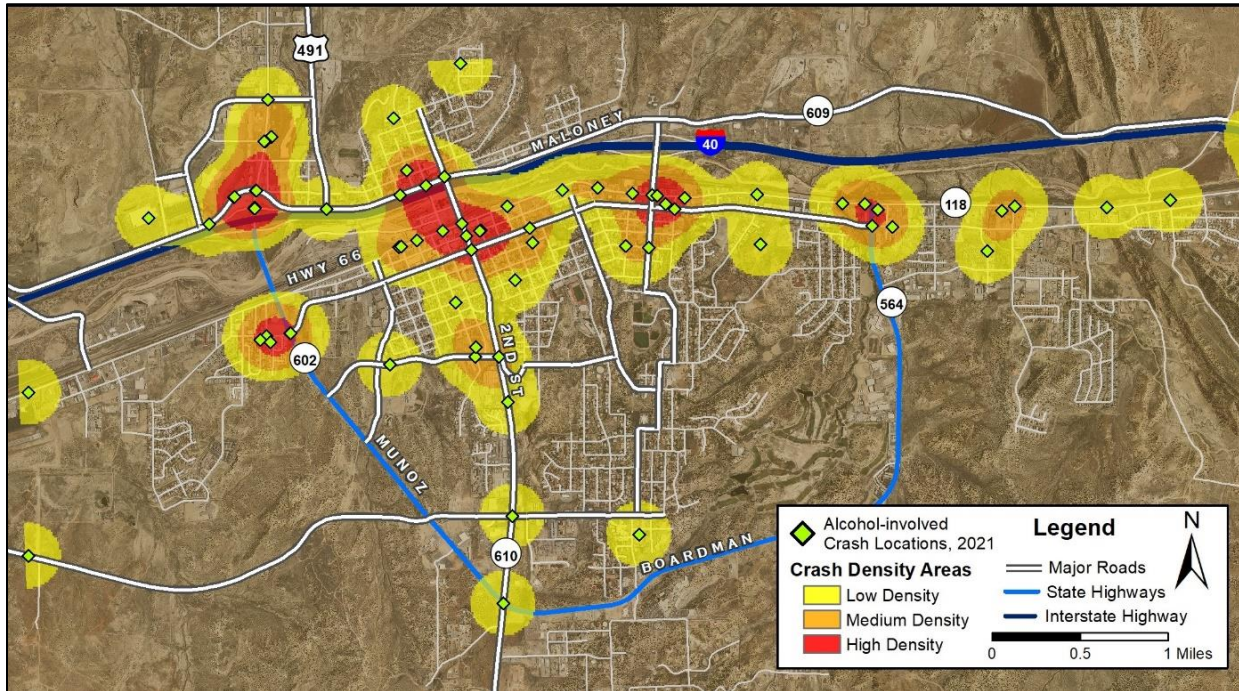 491
MALONEY
609
40
118
HWY 66
564
602
2ND ST
MUNOZ
610
BOARDMAN
Alcohol-involved
Crash Locations, 2021
Crash Density Areas
Low Density
Medium Density
High Density
Legend
Major Roads
State Highways
Interstate Highway
N
0 0.5 1 Miles